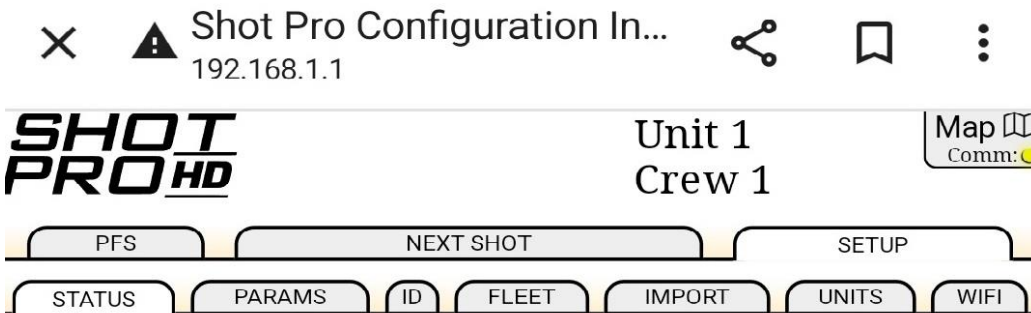 Shot Pro Configuration In...
192.168.1.1
SHOT
PRO HD
Unit 1
Crew 1
Map
Comm:
PFS NEXT SHOT SETUP
STATUS PARAMS ID FLEET IMPORT UNITS WIFI